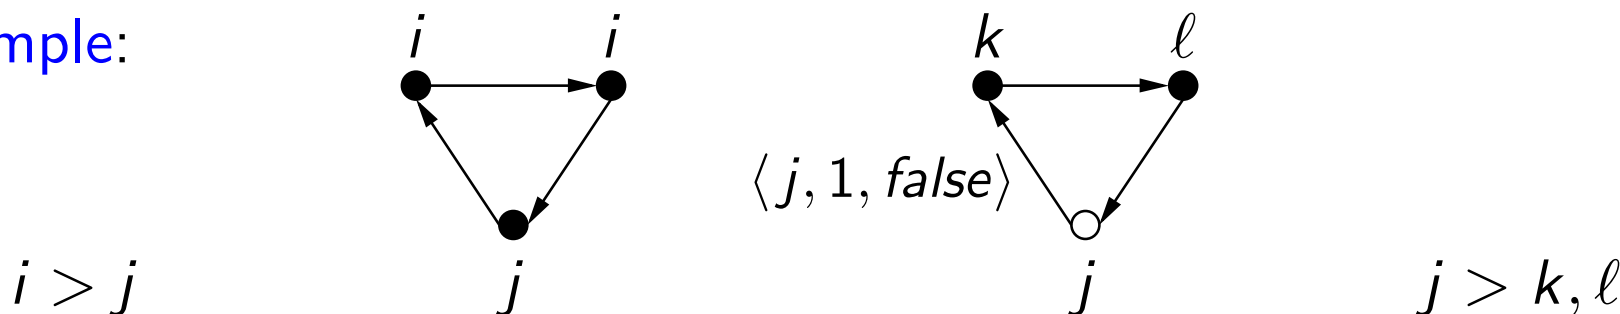 mple:
i i k ℓ
⟨j, 1, false⟩
i > j j j j > k, ℓ